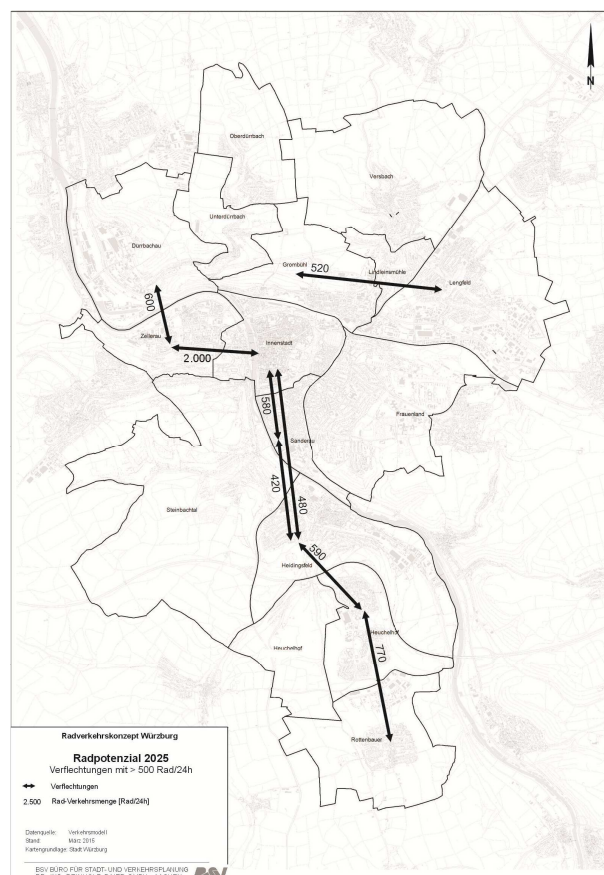 N
Oberdürrbach
Versbach
Unterdürrbach
Dürrbachau
Grombühl
520
Lindleinsmühle
Lengfeld
600
Zellerau
Innenstadt
2.000
580
Frauenland
Sanderau
420
480
Steinbachtal
590
Heidingsfeld
Heuchelhof
Heuchelhof
770
Rottenbauer
Radverkehrskonzept Würzburg
Radpotenzial 2025
Verflechtungen mit > 500 Rad/24h
Verflechtungen
2.500 Rad-Verkehrsmenge [Rad/24h]
Datenquelle: Verkehrsmodell
Stand: März 2015
Kartengrundlage: Stadt Würzburg
BSV BÜRO FÜR STADT- UND VERKEHRSPLANUNG
BSV